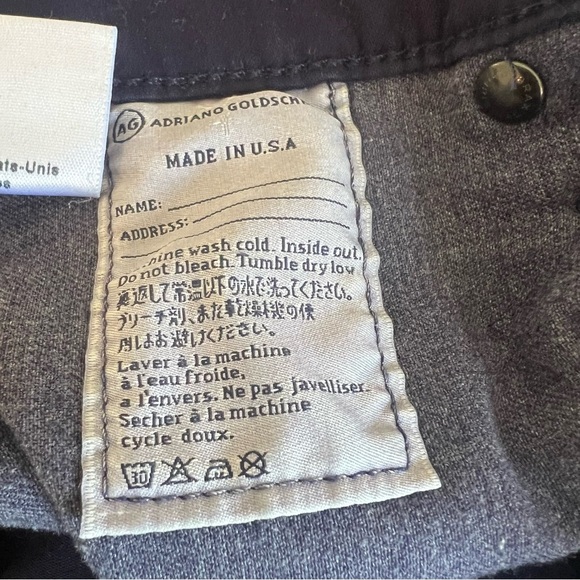 AG ADRIANO GOLDSCH
MADE IN U.S.A
NAME:
ADDRESS:
wash cold. Inside out.
Do not bleach. Tumble dry low
裏返して常温以下の水で洗ってください。
ブリーチ剤、また乾燥機の使
用はお避けください。
Laver à la machine
à l'eau froide,
a l'envers. Ne pas javelliser.
Secher à la machine
cycle doux.
30
ats-Unis